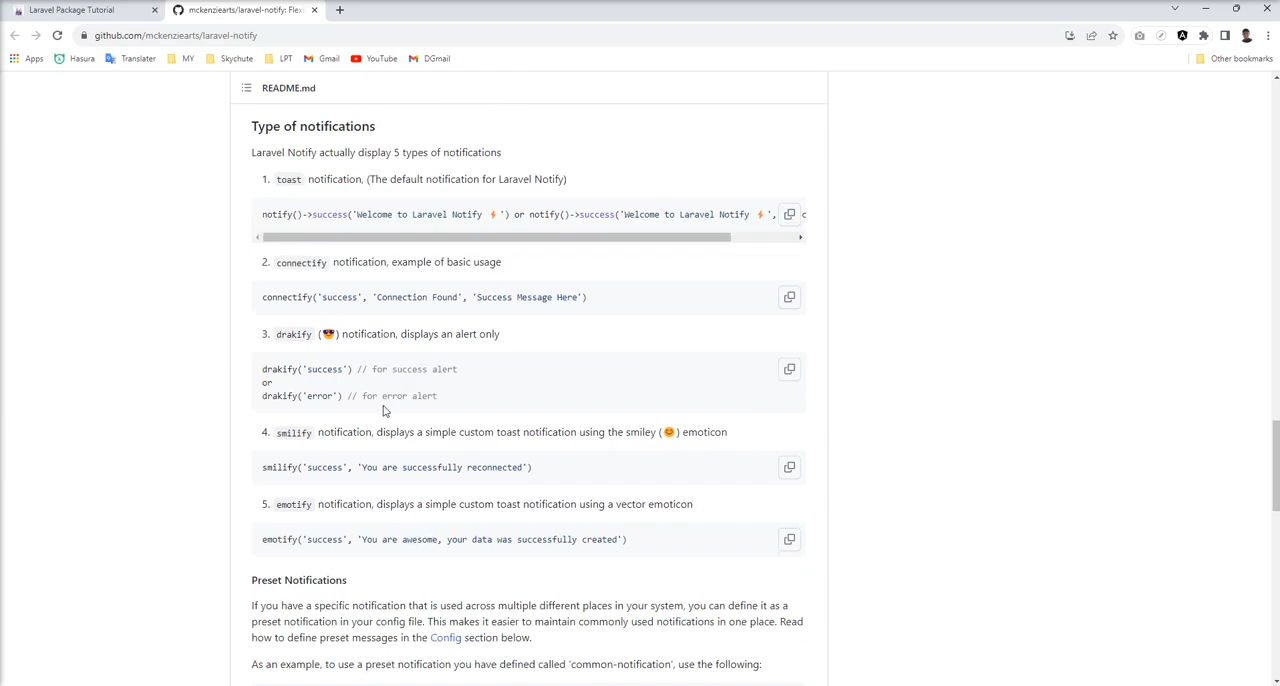 Laravel Package Tutorial
mckenziearts/laravel-notify: Flex
github.com/mckenziearts/laravel-notify
Apps Hasura Translater MY Skychute LPT Gmail YouTube DGmail Other bookmarks
README.md
Type of notifications
Laravel Notify actually display 5 types of notifications
1. toast notification, (The default notification for Laravel Notify)
notify()->success('Welcome to Laravel Notify ⚡') or notify()->success('Welcome to Laravel Notify ⚡',
2. connectify notification, example of basic usage
connectify('success', 'Connection Found', 'Success Message Here')
3. drakify (😎) notification, displays an alert only
drakify('success') // for success alert
or
drakify('error') // for error alert
4. smilify notification, displays a simple custom toast notification using the smiley (😊) emoticon
smilify('success', 'You are successfully reconnected')
5. emotify notification, displays a simple custom toast notification using a vector emoticon
emotify('success', 'You are awesome, your data was successfully created')
Preset Notifications
If you have a specific notification that is used across multiple different places in your system, you can define it as a
preset notification in your config file. This makes it easier to maintain commonly used notifications in one place. Read
how to define preset messages in the Config section below.
As an example, to use a preset notification you have defined called 'common-notification', use the following: